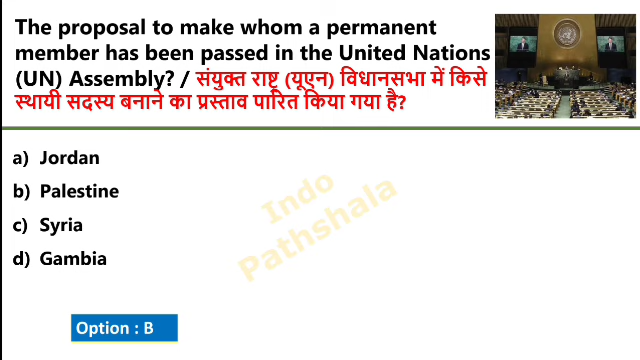 The proposal to make whom a permanent
member has been passed in the United Nations
(UN) Assembly? / संयुक्त राष्ट्र (यूएन) विधानसभा में किसे
स्थायी सदस्य बनाने का प्रस्ताव पारित किया गया है?
a) Jordan
b) Palestine
c) Syria
d) Gambia
Indo
Pathshala
Option : B